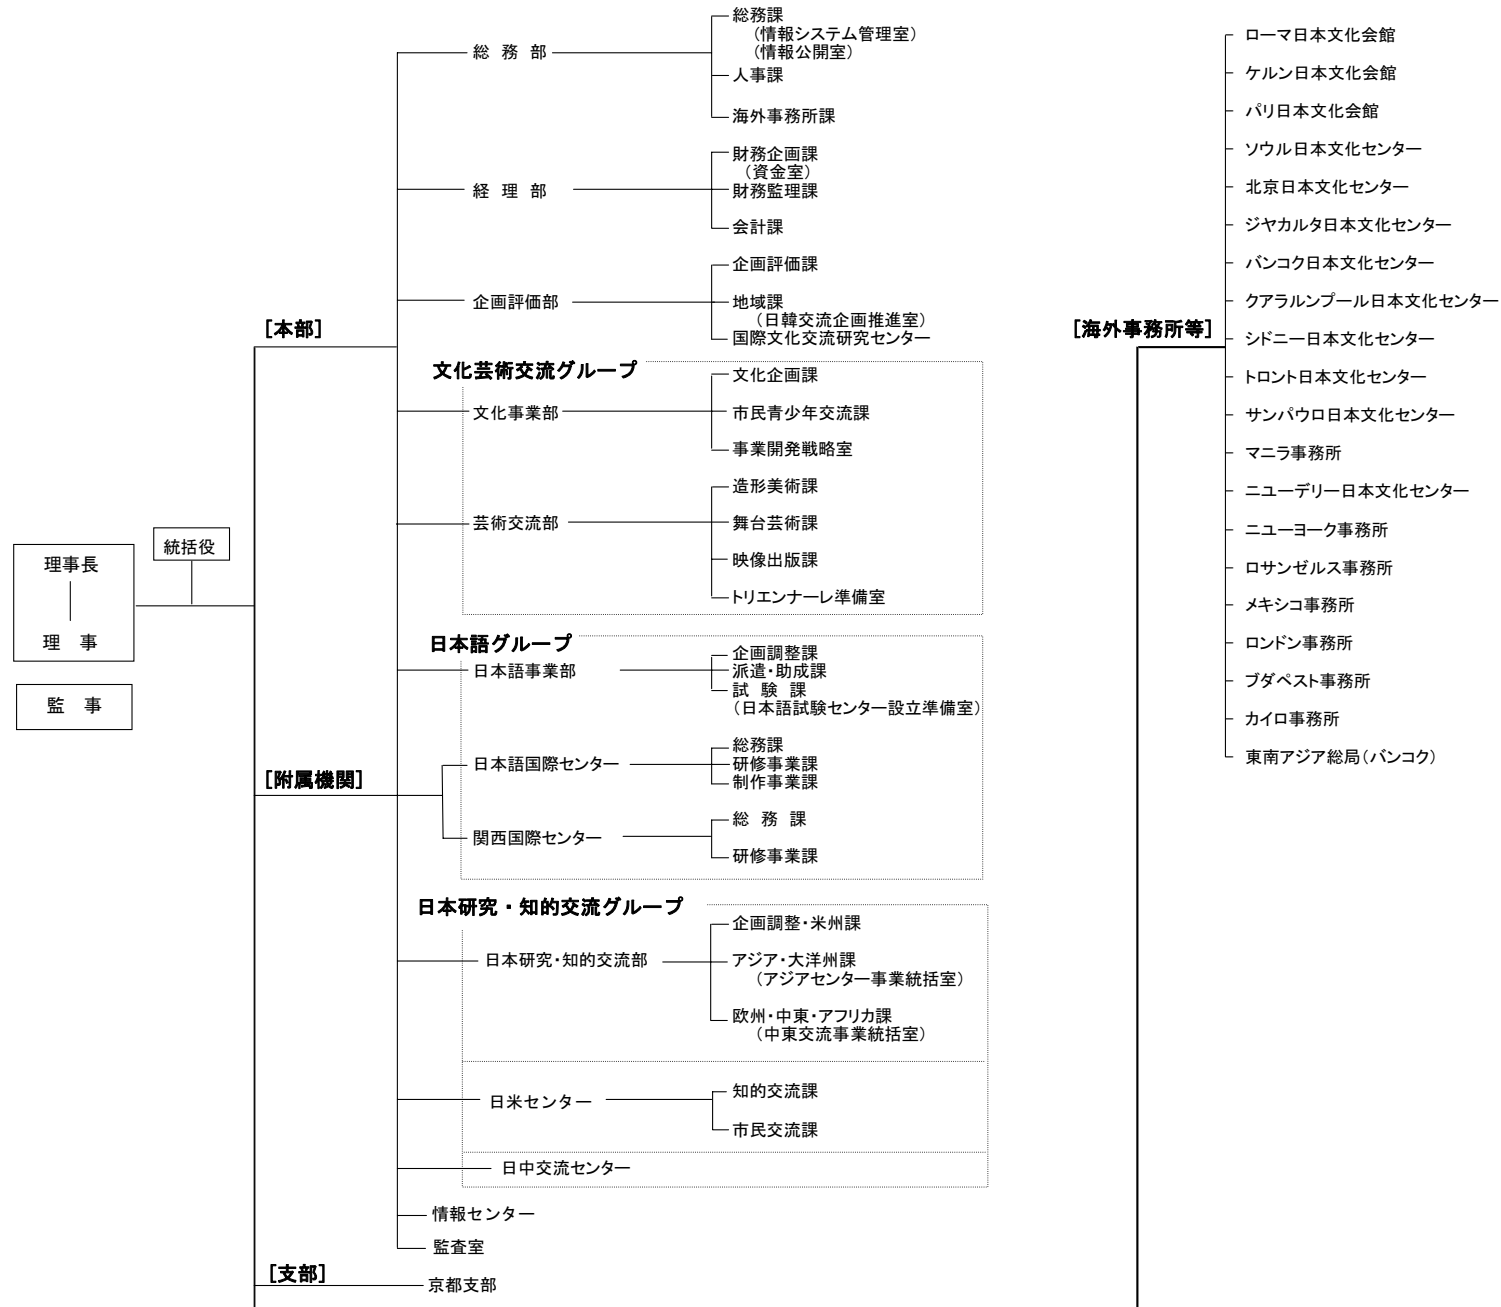 理事長
理 事
監 事
統括役
[本部]
総 務 部
総務課
(情報システム管理室)
(情報公開室)
人事課
海外事務所課
経 理 部
財務企画課
(資金室)
財務監理課
会計課
企画評価部
企画評価課
地域課
(日韓交流企画推進室)
国際文化交流研究センター
文化芸術交流グループ
文化事業部
文化企画課
市民青少年交流課
事業開発戦略室
芸術交流部
造形美術課
舞台芸術課
映像出版課
トリエンナーレ準備室
日本語グループ
日本語事業部
企画調整課
派遣・助成課
試 験 課
(日本語試験センター設立準備室)
[附属機関]
日本語国際センター
総務課
研修事業課
制作事業課
関西国際センター
総 務 課
研修事業課
日本研究・知的交流グループ
日本研究・知的交流部
企画調整・米州課
アジア・大洋州課
(アジアセンター事業統括室)
欧州・中東・アフリカ課
(中東交流事業統括室)
日米センター
知的交流課
市民交流課
日中交流センター
情報センター
監査室
[支部]
京都支部
[海外事務所等]
ローマ日本文化会館
ケルン日本文化会館
パリ日本文化会館
ソウル日本文化センター
北京日本文化センター
ジヤカルタ日本文化センター
バンコク日本文化センター
クアラルンプール日本文化センター
シドニー日本文化センター
トロント日本文化センター
サンパウロ日本文化センター
マニラ事務所
ニユーデリー日本文化センター
ニユーヨーク事務所
ロサンゼルス事務所
メキシコ事務所
ロンドン事務所
ブダペスト事務所
カイロ事務所
東南アジア総局(バンコク)